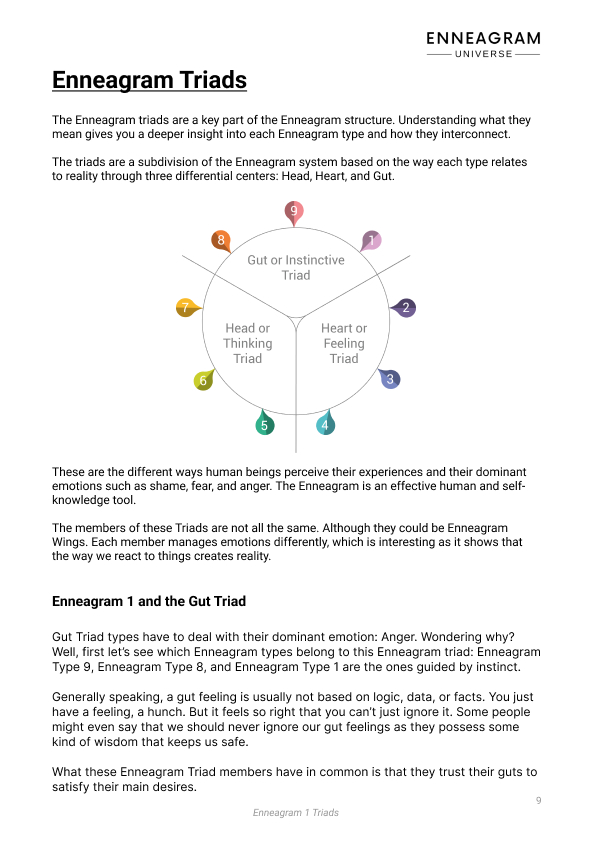 ENNEAGRAM
UNIVERSE
Enneagram Triads
The Enneagram triads are a key part of the Enneagram structure. Understanding what they
mean gives you a deeper insight into each Enneagram type and how they interconnect.
The triads are a subdivision of the Enneagram system based on the way each type relates
to reality through three differential centers: Head, Heart, and Gut.
9
8
1
Gut or Instinctive
Triad
7
2
Head or
Thinking
Triad
Heart or
Feeling
Triad
6
3
5
4
These are the different ways human beings perceive their experiences and their dominant
emotions such as shame, fear, and anger. The Enneagram is an effective human and self-
knowledge tool.
The members of these Triads are not all the same. Although they could be Enneagram
Wings. Each member manages emotions differently, which is interesting as it shows that
the way we react to things creates reality.
Enneagram 1 and the Gut Triad
Gut Triad types have to deal with their dominant emotion: Anger. Wondering why?
Well, first let's see which Enneagram types belong to this Enneagram triad: Enneagram
Type 9, Enneagram Type 8, and Enneagram Type 1 are the ones guided by instinct.
Generally speaking, a gut feeling is usually not based on logic, data, or facts. You just
have a feeling, a hunch. But it feels so right that you can't just ignore it. Some people
might even say that we should never ignore our gut feelings as they possess some
kind of wisdom that keeps us safe.
What these Enneagram Triad members have in common is that they trust their guts to
satisfy their main desires.
9
Enneagram 1 Triads